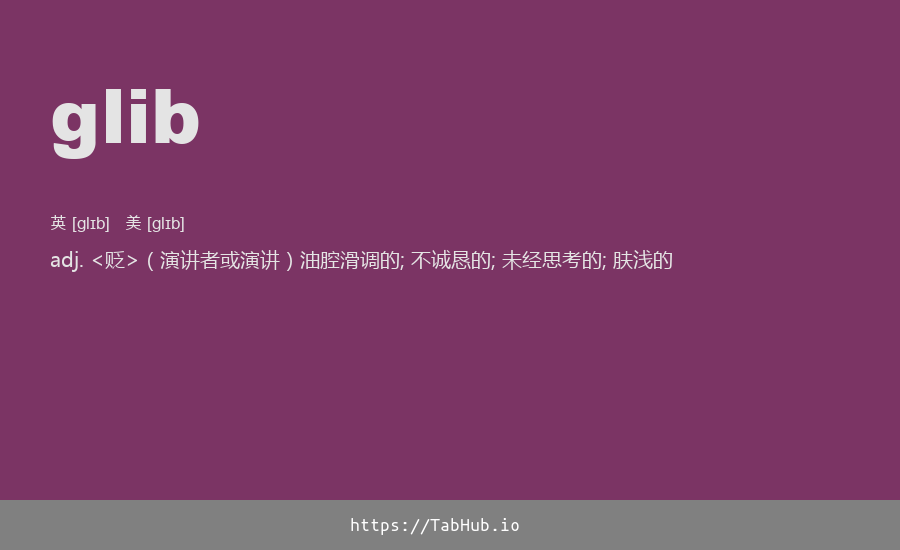 glib
英 [glɪb] 美 [glɪb]
adj. <贬>（演讲者或演讲）油腔滑调的; 不诚恳的; 未经思考的; 肤浅的
https://TabHub.io